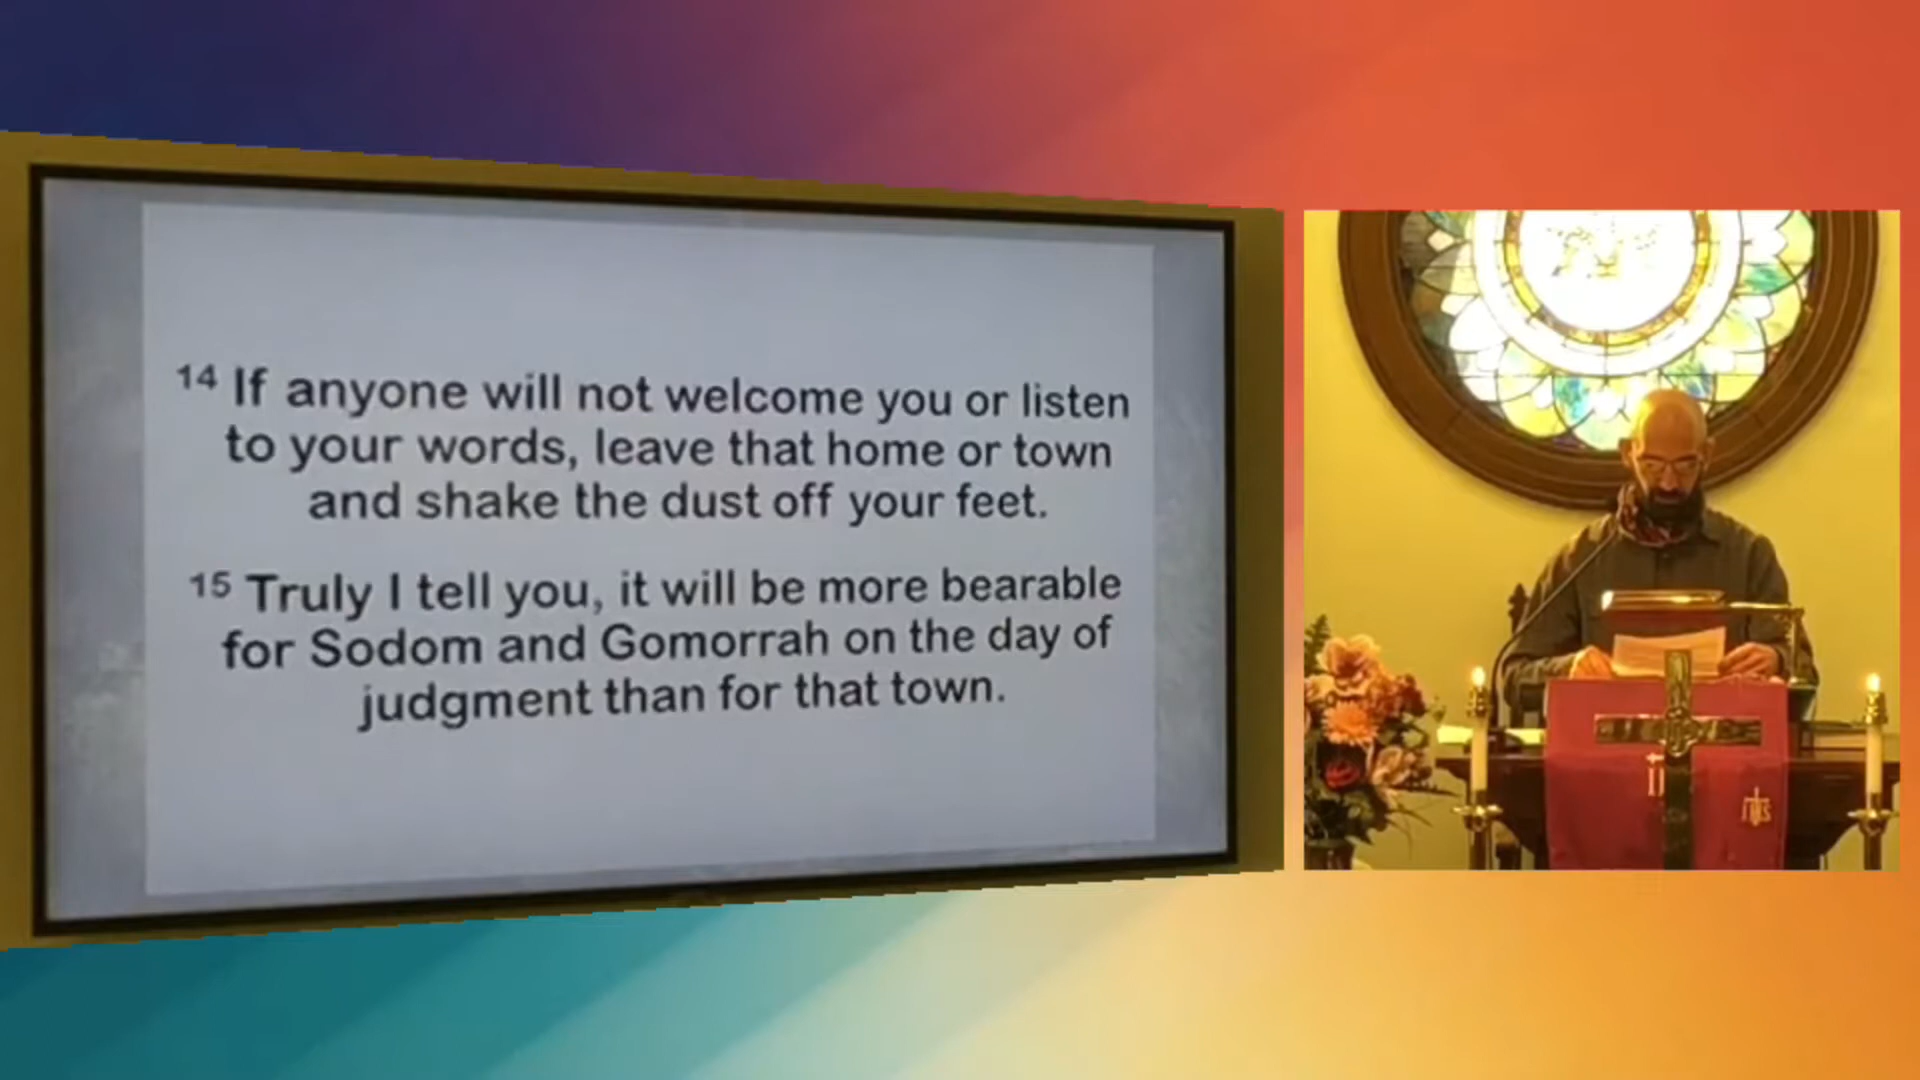 14 If anyone will not welcome you or listen
to your words, leave that home or town
and shake the dust off your feet.
15 Truly I tell you, it will be more bearable
for Sodom and Gomorrah on the day of
judgment than for that town.